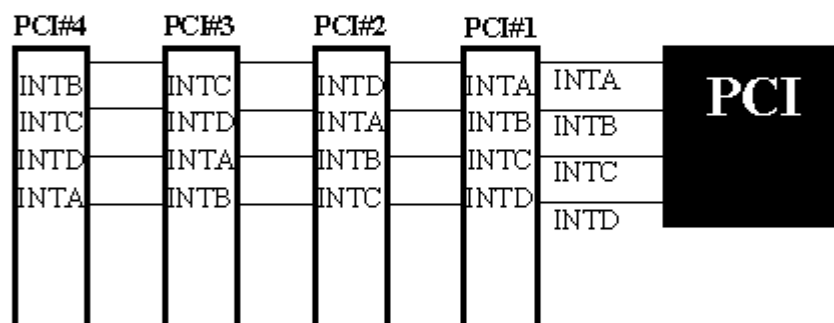 PCI#4 PCI#3 PCI#2 PCI#1
INTB INTC INTD INTA INTA PCI
INTC INTD INTA INTB INTB
INTD INTA INTB INTC INTC
INTA INTB INTC INTD INTD